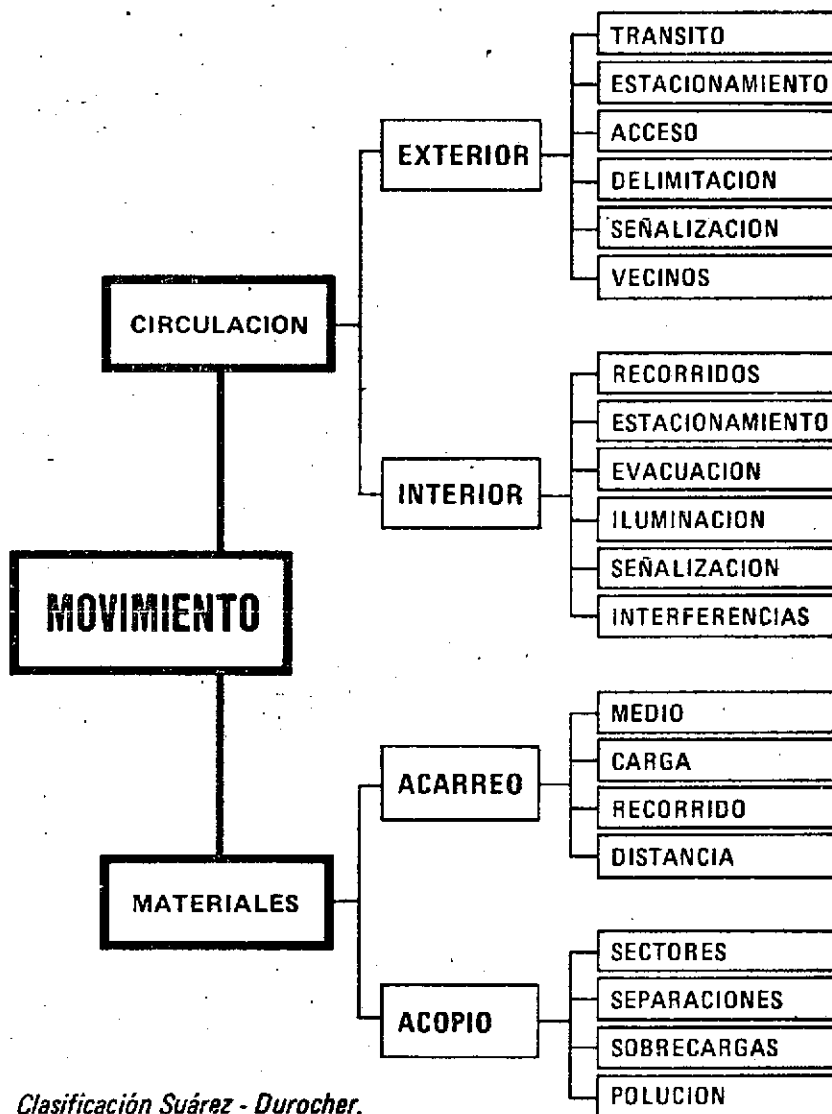 MOVIMIENTO
CIRCULACION
EXTERIOR
TRANSITO
ESTACIONAMIENTO
ACCESO
DELIMITACION
SEÑALIZACION
VECINOS
INTERIOR
RECORRIDOS
ESTACIONAMIENTO
EVACUACION
ILUMINACION
SEÑALIZACION
INTERFERENCIAS
MATERIALES
ACARREO
MEDIO
CARGA
RECORRIDO
DISTANCIA
ACOPIO
SECTORES
SEPARACIONES
SOBRECARGAS
POLUCION
Clasificación Suárez - Durocher.